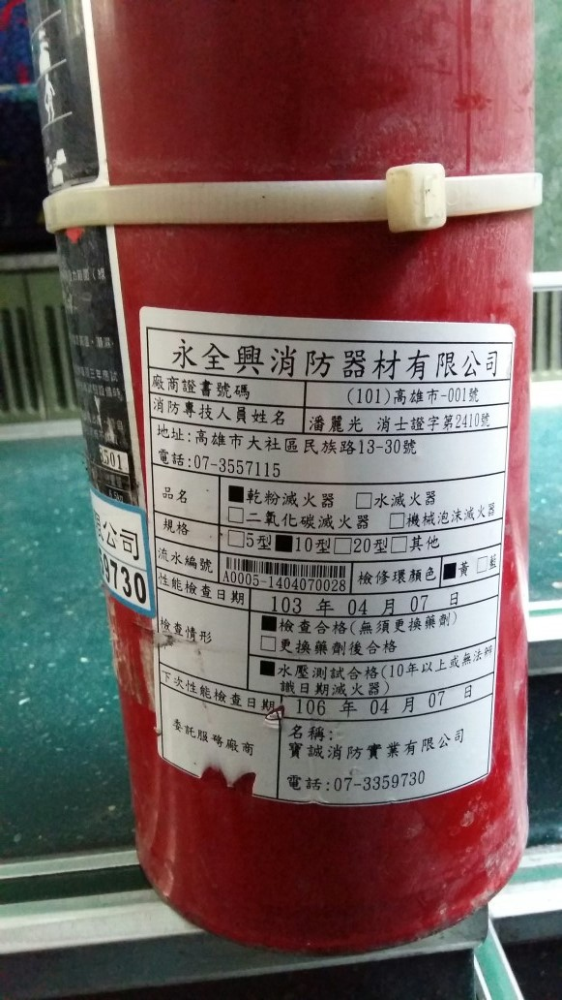 永全興消防器材有限公司
廠商證書號碼 (101)高雄市-001號
消防專技人員姓名 潘麗光 消士證字第2410號
地址:高雄市大社區民族路13-30號
電話:07-3557115
品名 ■乾粉滅火器 □水滅火器
□二氧化碳滅火器 □機械泡沫滅火器
規格 □5型■10型□20型□其他
流水編號 A0005-1404070028 檢修環顏色 ■黃 □藍
性能檢查日期 103 年 04 月 07 日
檢查情形 ■檢查合格(無須更換藥劑)
□更換藥劑後合格
■水壓測試合格(10年以上或無法辨
識日期滅火器)
下次性能檢查日期 106 年 04 月 07 日
委託服務廠商 名稱:
寶誠消防實業有限公司
電話:07-3359730
公司
9730